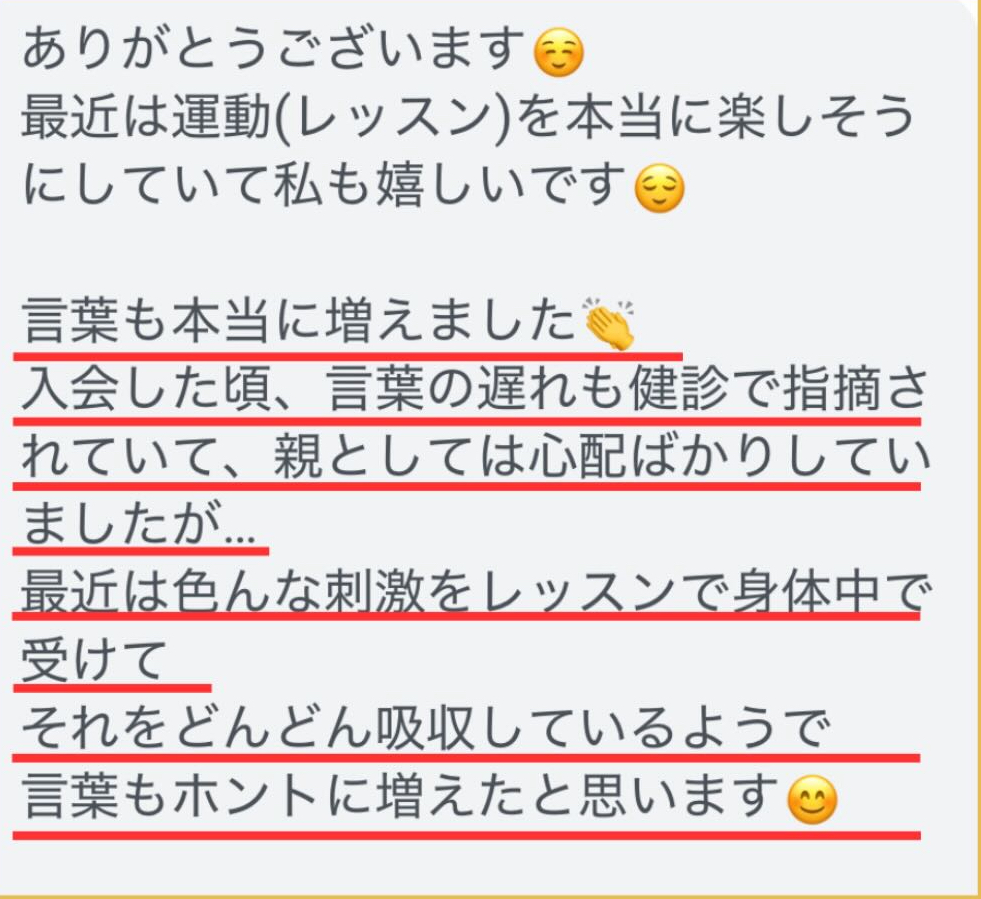 ありがとうございます☺️
最近は運動(レッスン)を本当に楽しそう
にしていて私も嬉しいです😌
言葉も本当に増えました👏
入会した頃、言葉の遅れも健診で指摘さ
れていて、親としては心配ばかりしてい
ましたが...
最近は色んな刺激をレッスンで身体中で
受けて
それをどんどん吸収しているようで
言葉もホントに増えたと思います😊